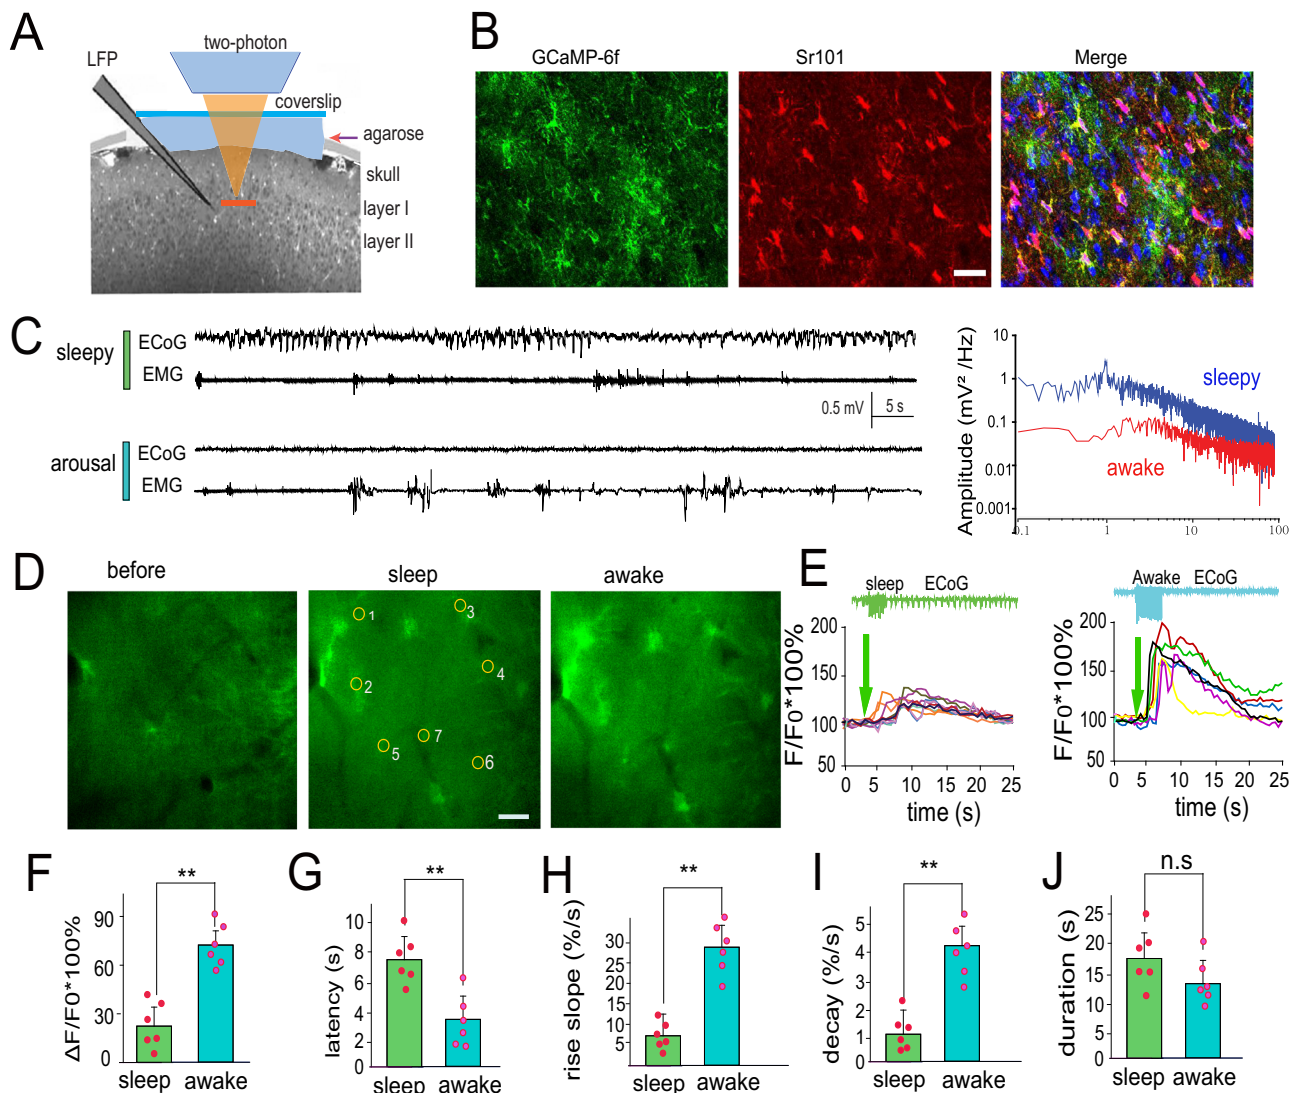 A
two-photon
LFP
coverslip
agarose
skull
layer I
layer II
B
GCaMP-6f
Sr101
Merge
C
sleepy
ECoG
EMG
0.5 mV
5 s
arousal
ECoG
EMG
Amplitude (mV² /Hz)
10
1
0.1
0.01
0.001
0.1
1
10
100
sleepy
awake
D
before
sleep
awake
1
2
3
4
5
6
7
E
sleep
ECoG
F/F0*100%
200
150
100
50
0 5 10 15 20 25
time (s)
Awake
ECoG
F/F0*100%
200
150
100
50
0 5 10 15 20 25
time (s)
F
**
ΔF/F0*100%
90
60
30
0
sleep awake
G
**
latency (s)
10
8
6
4
2
0
sleep awake
H
**
rise slope (%/s)
30
25
20
15
10
5
sleep awake
I
**
decay (%/s)
5
4
3
2
1
0
sleep awake
J
n.s
duration (s)
25
20
15
10
5
0
sleep awake